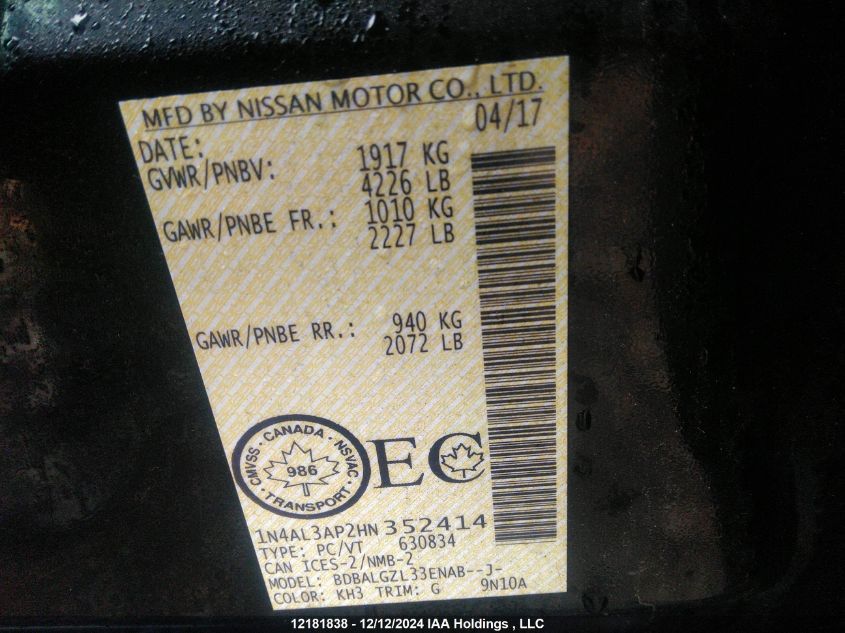 MFD BY NISSAN MOTOR CO., LTD.
DATE: 04/17
GVWR/PNBV: 1917 KG
4226 LB
GAWR/PNBE FR.: 1010 KG
2227 LB
GAWR/PNBE RR.: 940 KG
2072 LB
CMVSS · CANADA · NSVAC
986
· TRANSPORT ·
EC
1N4AL3AP2HN352414
TYPE: PC/VT 630834
CAN ICES-2/NMB-2
MODEL: BDBALGZL33ENAB--J-
COLOR: KH3 TRIM: G 9N10A
12181838 - 12/12/2024 IAA Holdings , LLC